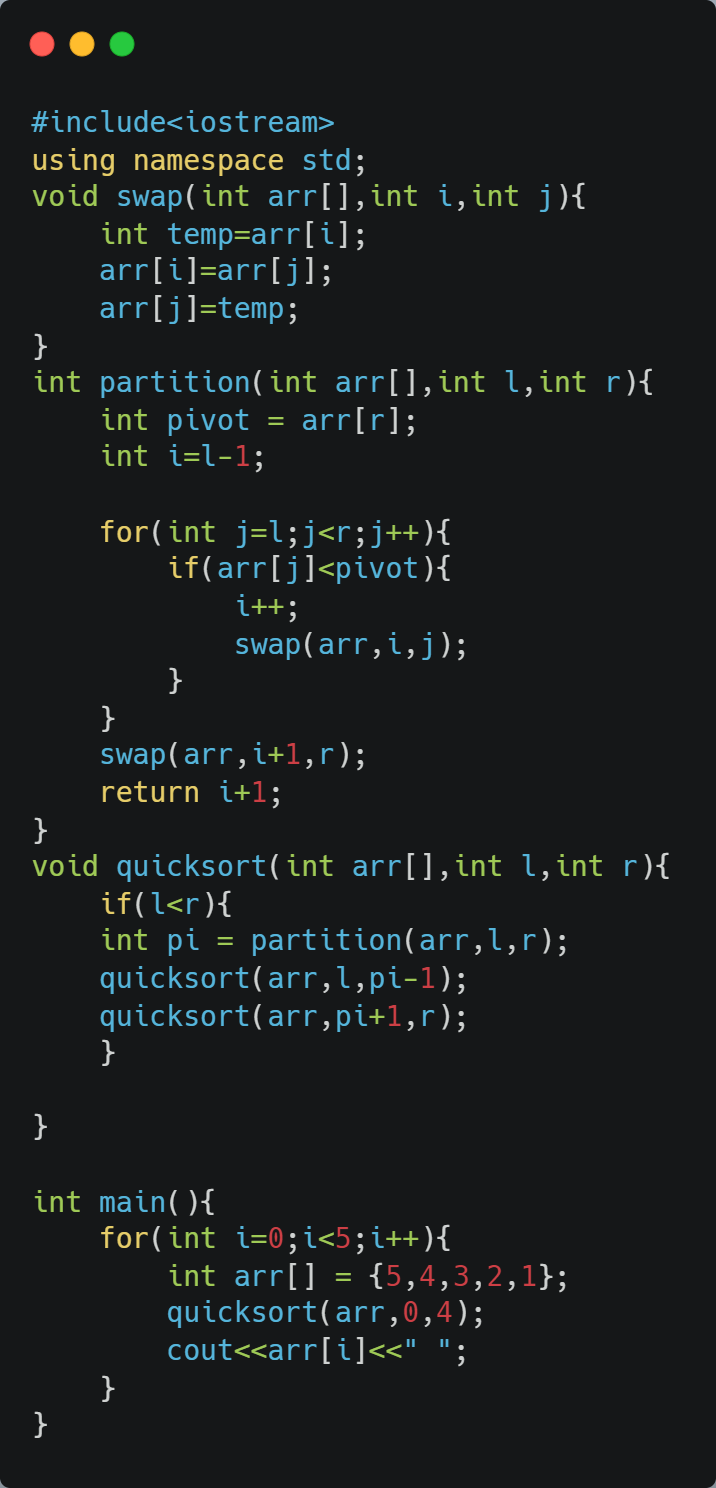 #include<iostream>
using namespace std;
void swap(int arr[],int i,int j){
    int temp=arr[i];
    arr[i]=arr[j];
    arr[j]=temp;
}
int partition(int arr[],int l,int r){
    int pivot = arr[r];
    int i=l-1;

    for(int j=l;j<r;j++){
        if(arr[j]<pivot){
            i++;
            swap(arr,i,j);
        }
    }
    swap(arr,i+1,r);
    return i+1;
}
void quicksort(int arr[],int l,int r){
    if(l<r){
    int pi = partition(arr,l,r);
    quicksort(arr,l,pi-1);
    quicksort(arr,pi+1,r);
    }

}

int main(){
    for(int i=0;i<5;i++){
        int arr[] = {5,4,3,2,1};
        quicksort(arr,0,4);
        cout<<arr[i]<<" ";
    }
}